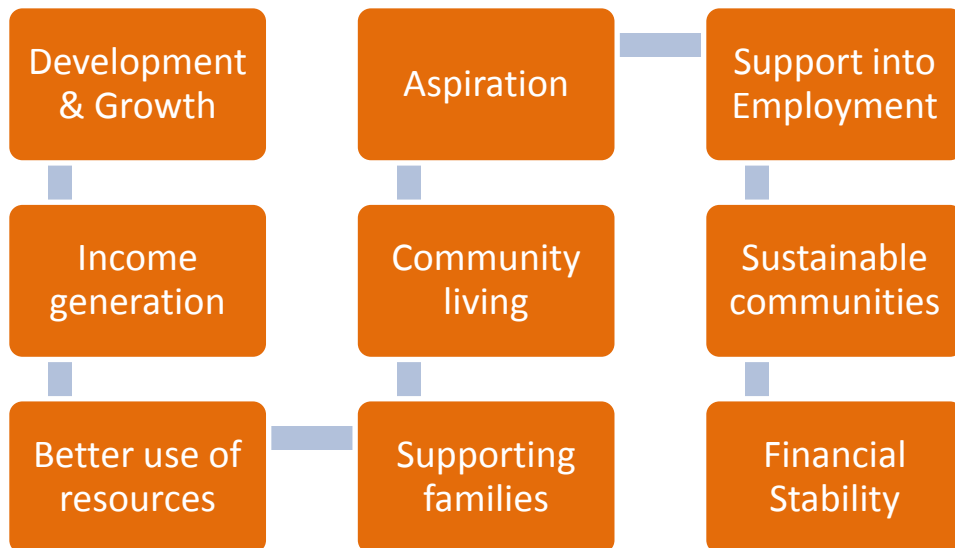 Development
& Growth
Income
generation
Better use of
resources
Supporting
families
Community
living
Aspiration
Support into
Employment
Sustainable
communities
Financial
Stability